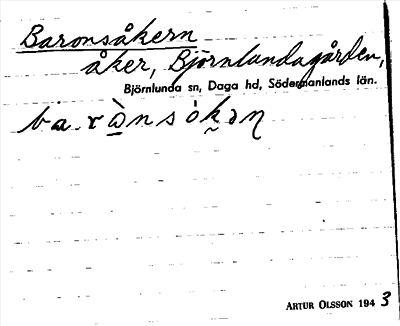 Baronsåkern
åker, Björnlundagården,
Björnlunda sn, Daga hd, Södermanlands län.
ARTUR OLSSON 1943